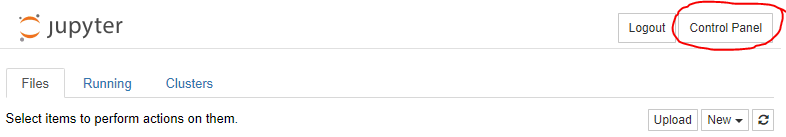 jupyter
Logout Control Panel
Files Running Clusters
Select items to perform actions on them.
Upload New